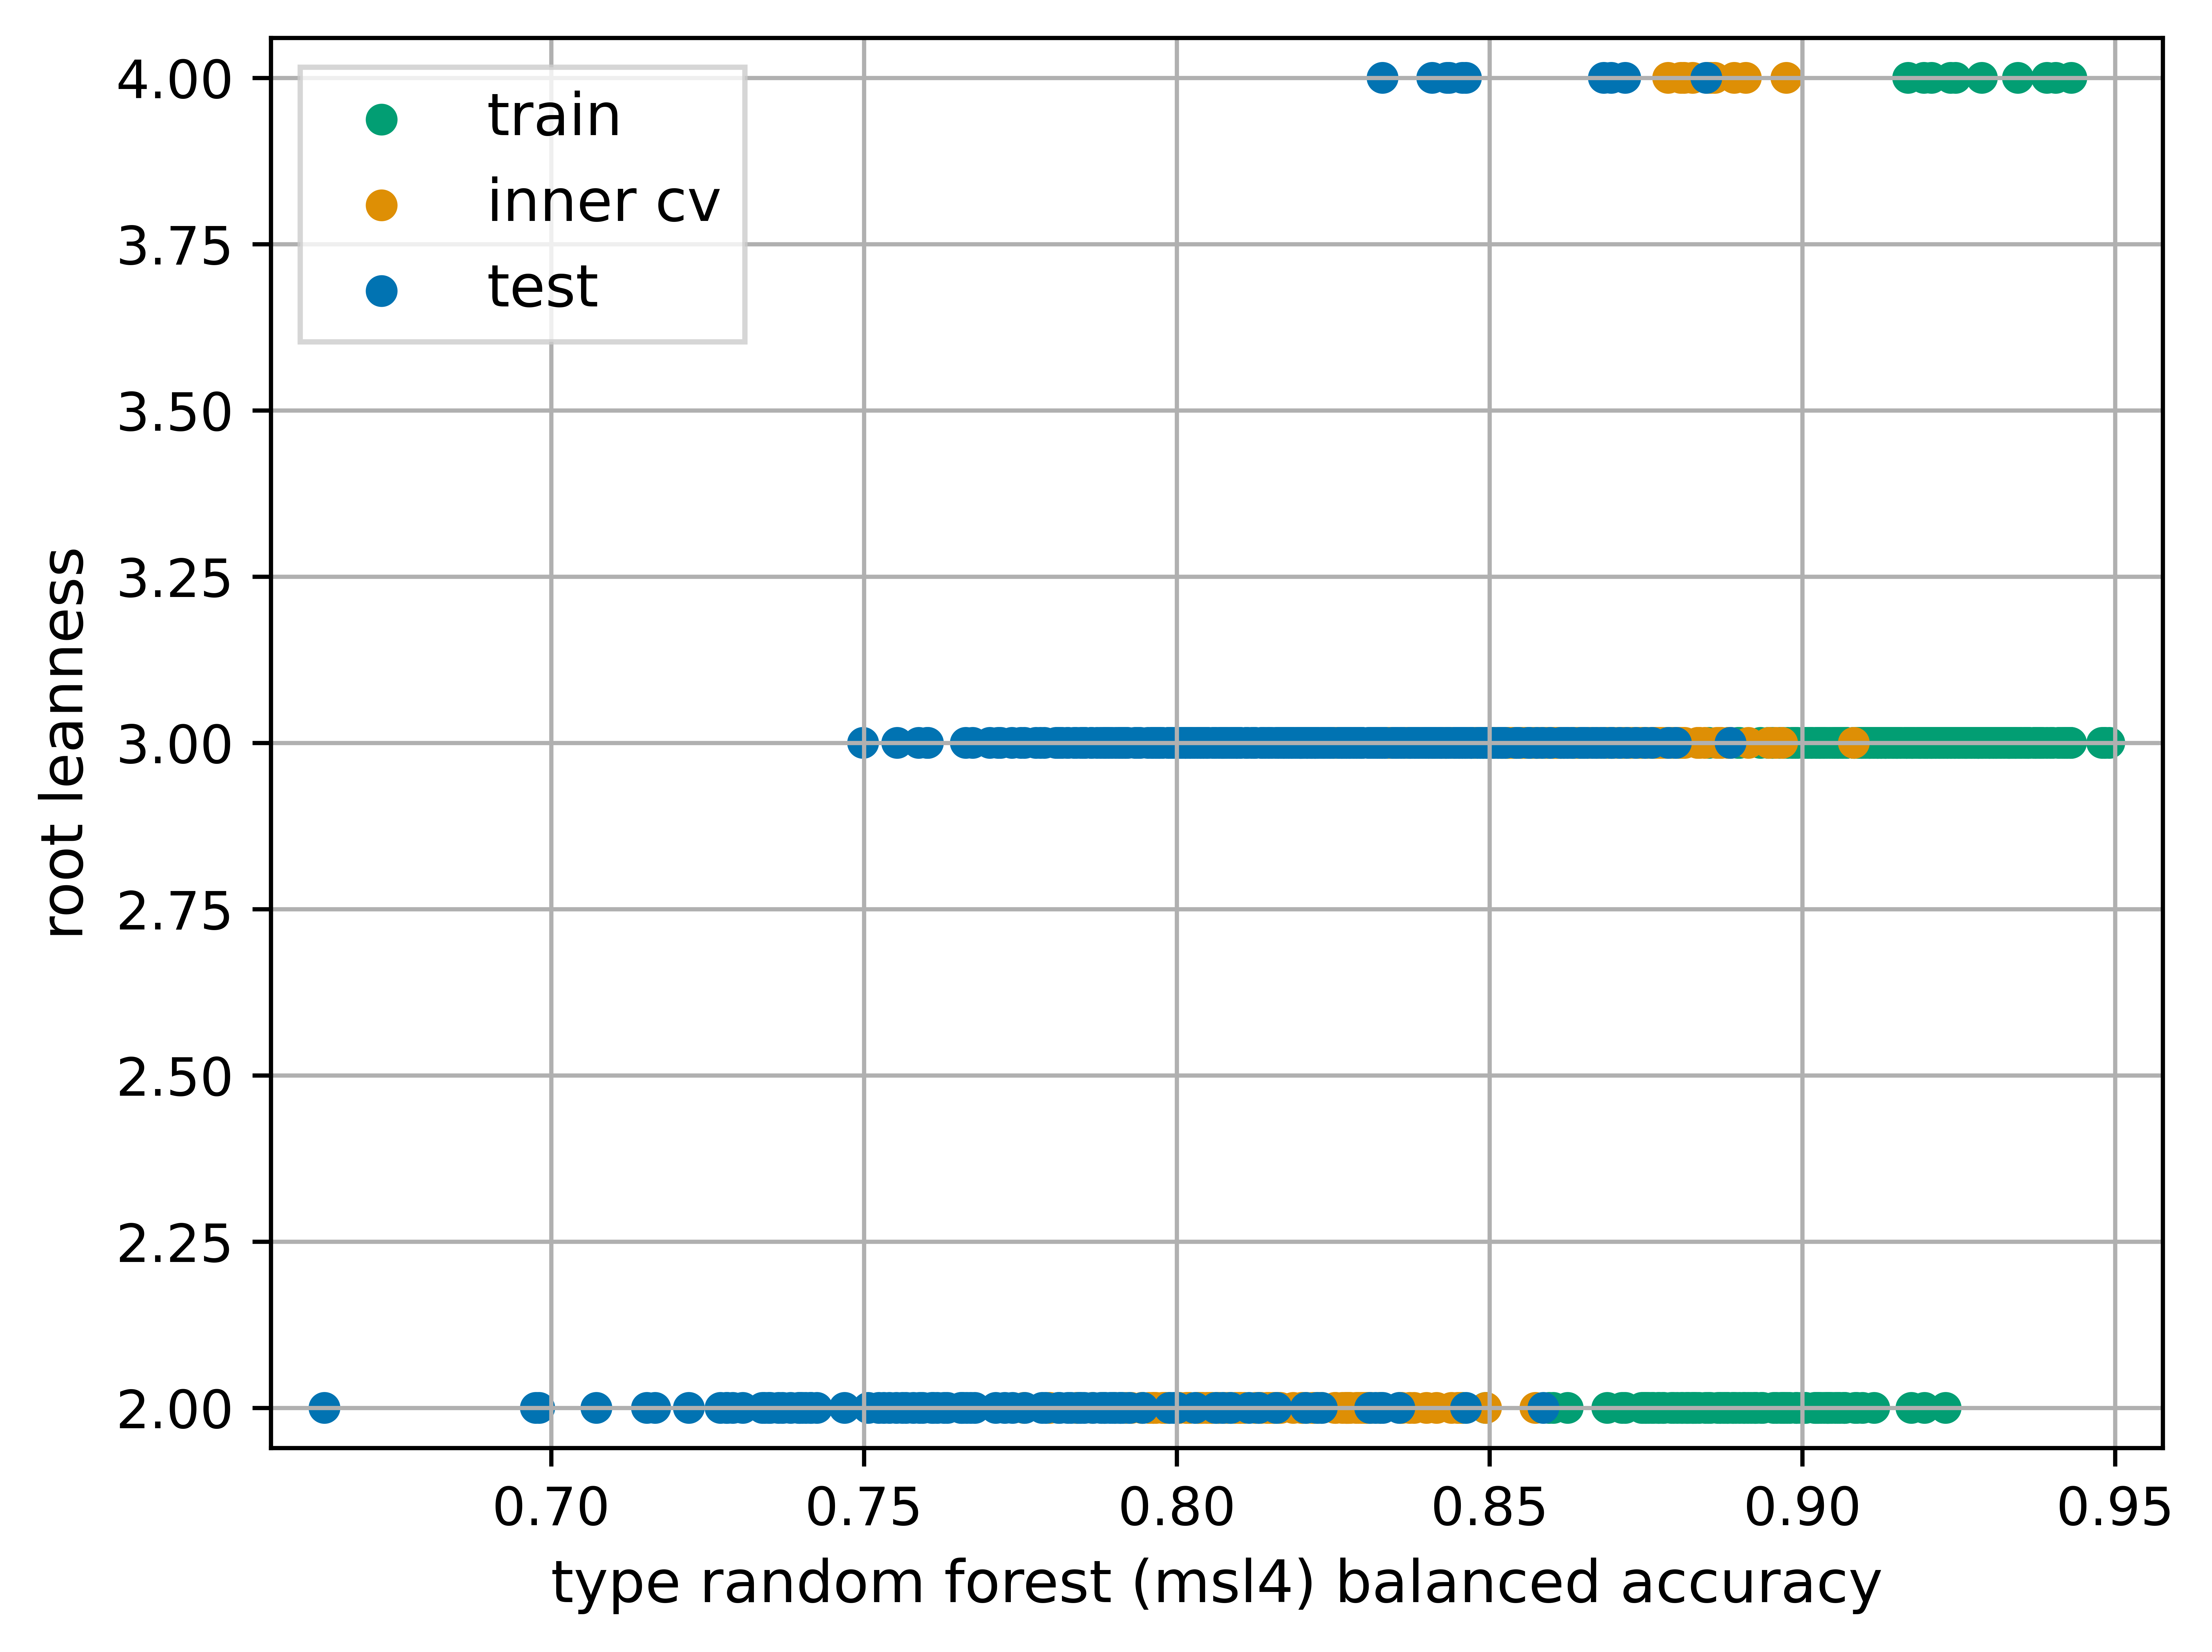 4.00
3.75
3.50
3.25
3.00
2.75
2.50
2.25
2.00
root leanness
train
inner cv
test
0.70 0.75 0.80 0.85 0.90 0.95
type random forest (msl4) balanced accuracy